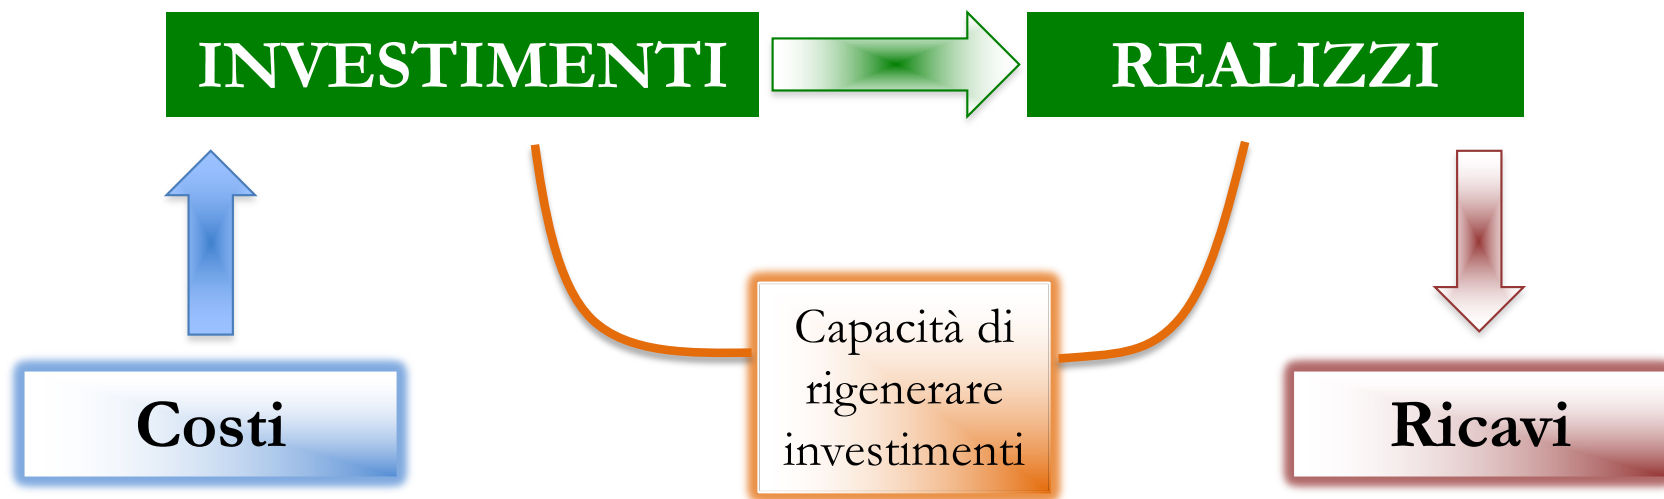 INVESTIMENTI
REALIZZI
Capacità di
rigenerare
investimenti
Costi
Ricavi